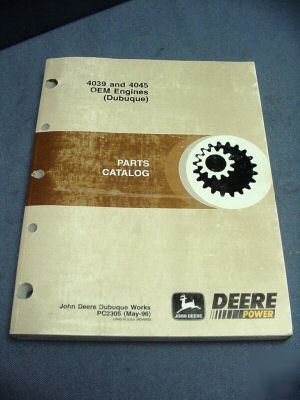 4039 and 4045
OEM Engines
(Dubuque)
PARTS
CATALOG
John Deere Dubuque Works
PC2305 (May-96)
JOHN DEERE
DEERE
POWER